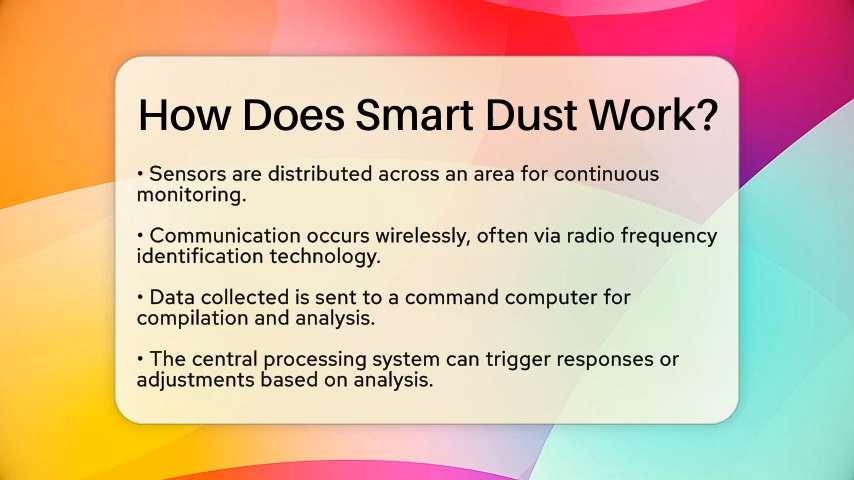 How Does Smart Dust Work?
• Sensors are distributed across an area for continuous
monitoring.
• Communication occurs wirelessly, often via radio frequency
identification technology.
• Data collected is sent to a command computer for
compilation and analysis.
• The central processing system can trigger responses or
adjustments based on analysis.